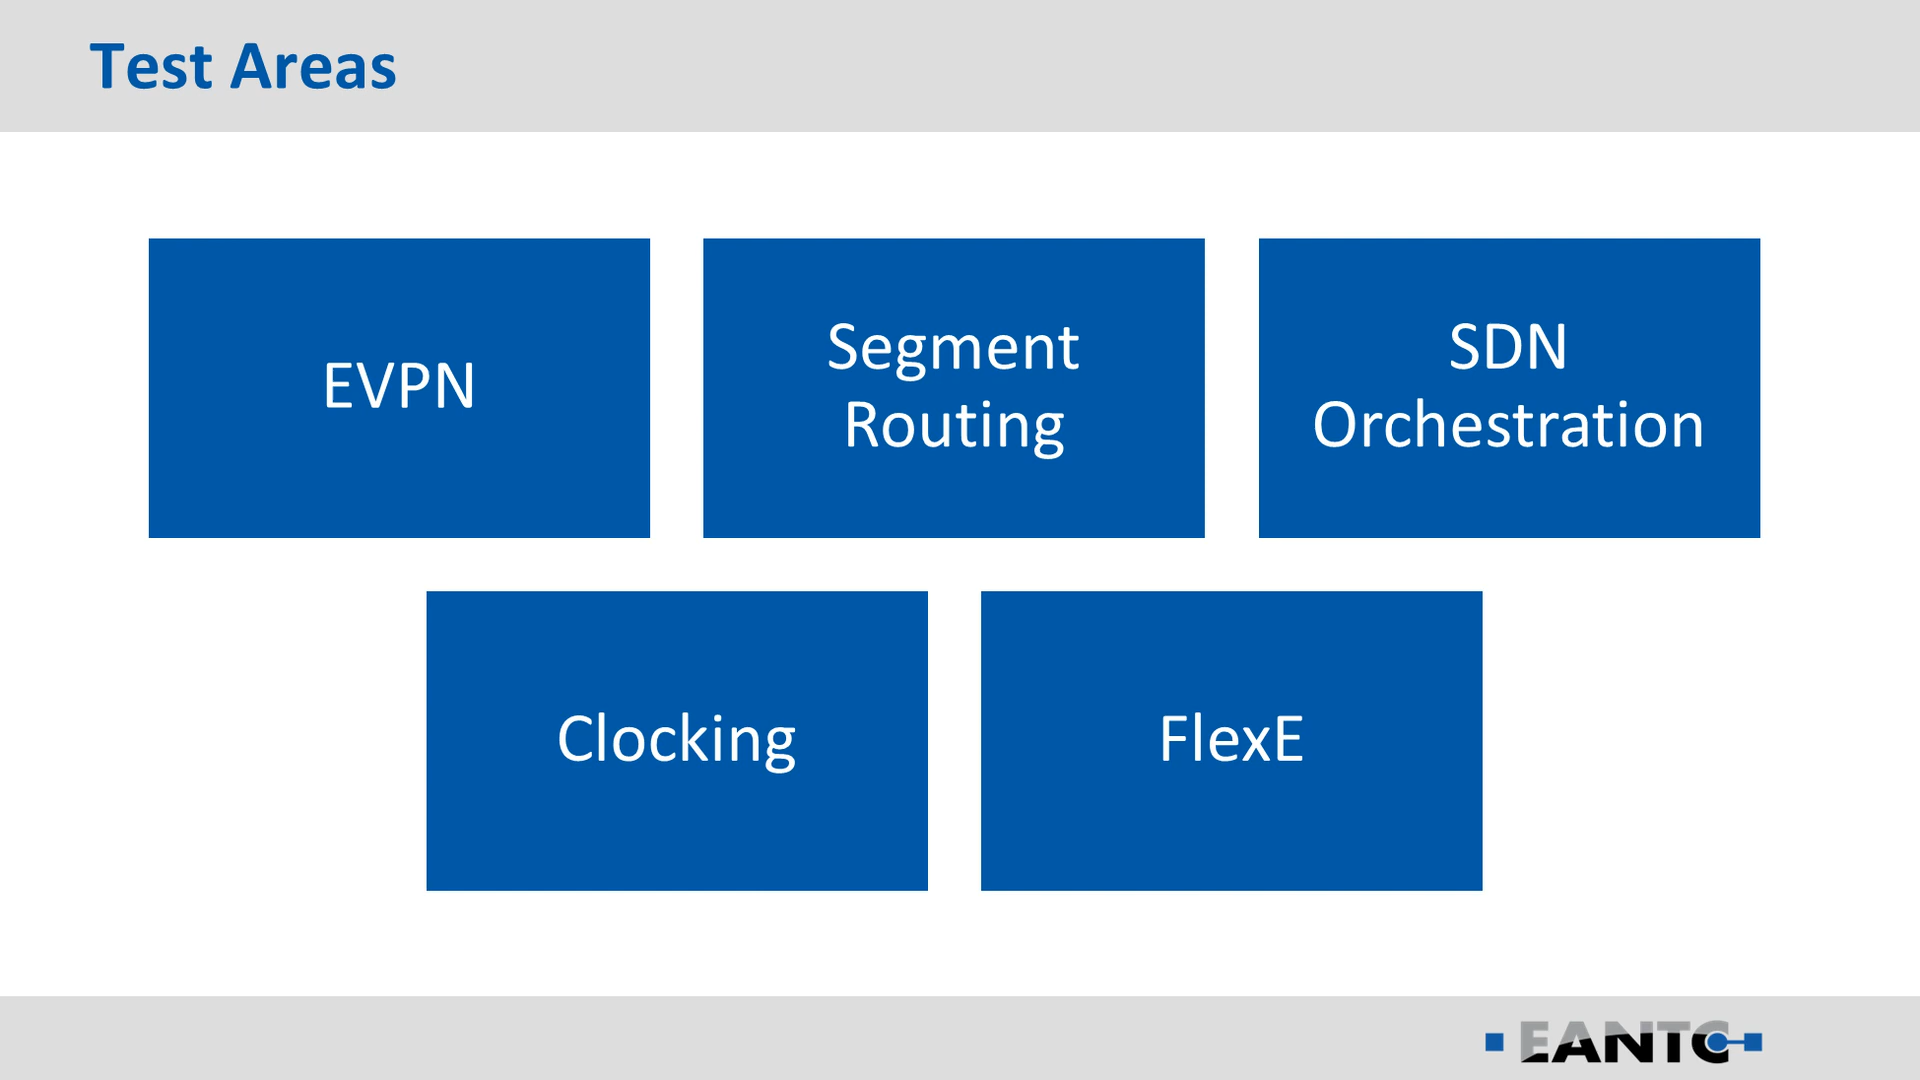 Test Areas
EVPN
Segment
Routing
SDN
Orchestration
Clocking
FlexE
EANTC